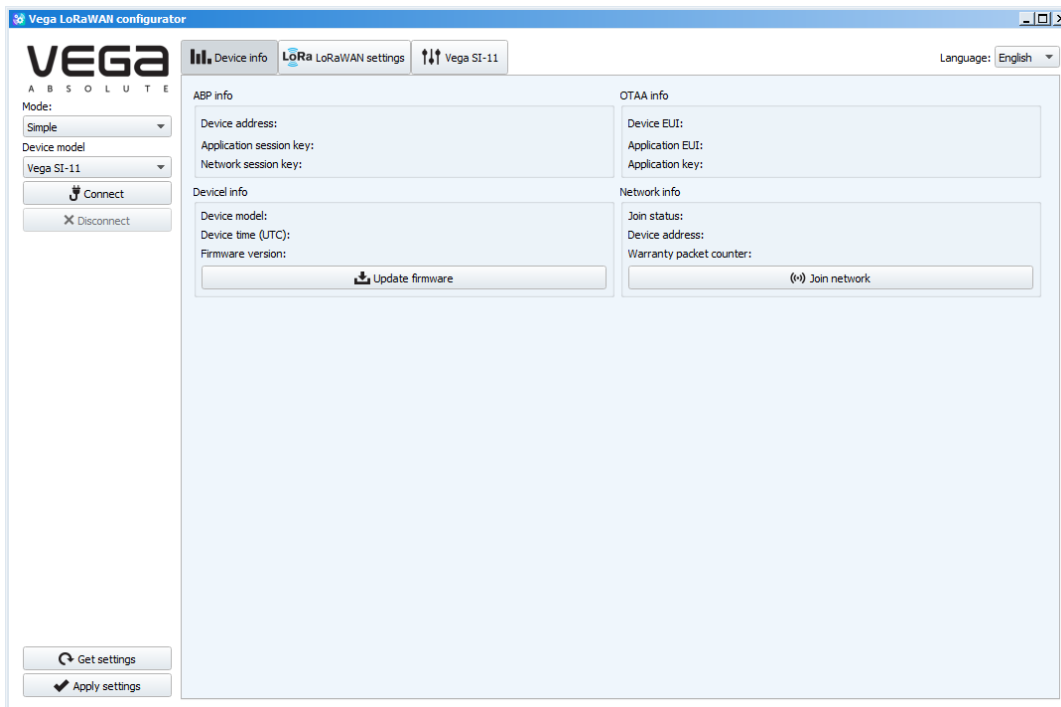 Vega LoRaWAN configurator
VEGA
ABSOLUTE
Mode:
Simple
Device model
Vega SI-11
Connect
Disconnect
Get settings
Apply settings
Device info
LoRa LoRaWAN settings
Vega SI-11
Language: English
ABP info
Device address:
Application session key:
Network session key:
OTAA info
Device EUI:
Application EUI:
Application key:
Devicel info
Device model:
Device time (UTC):
Firmware version:
Update firmware
Network info
Join status:
Device address:
Warranty packet counter:
Join network